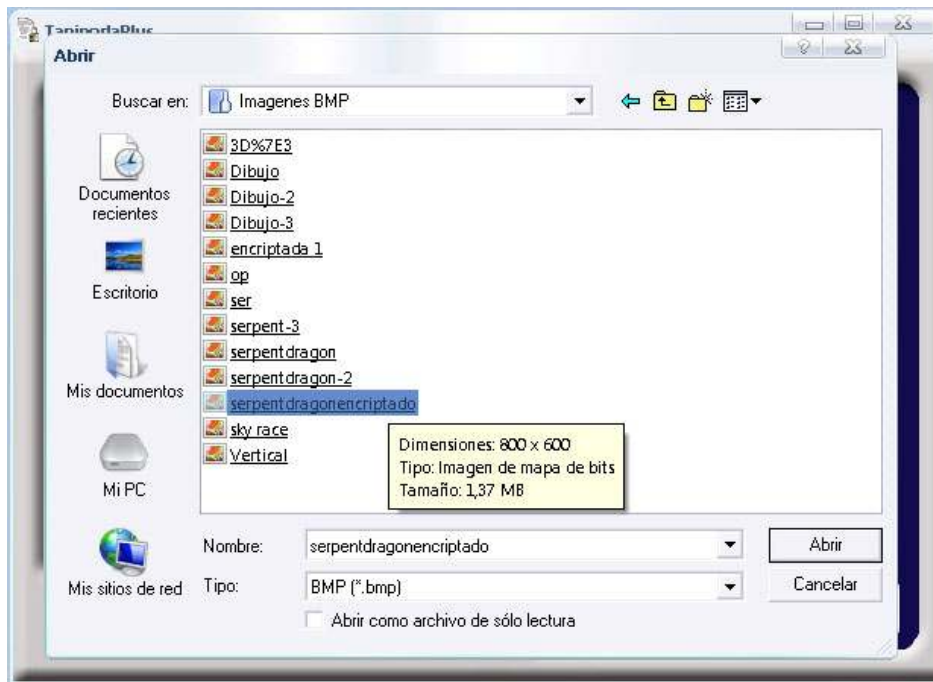 TanipodaPlus
Abrir
Buscar en:
Imagenes BMP
Documentos
recientes
Escritorio
Mis documentos
Mi PC
Mis sitios de red
3D%7E3
Dibujo
Dibujo-2
Dibujo-3
encriptada 1
op
ser
serpent-3
serpentdragon
serpentdragon-2
serpentdragonencriptado
sky race
Vertical
Dimensiones: 800 x 600
Tipo: Imagen de mapa de bits
Tamaño: 1,37 MB
Nombre:
serpentdragonencriptado
Abrir
Tipo:
BMP (*.bmp)
Cancelar
Abrir como archivo de sólo lectura